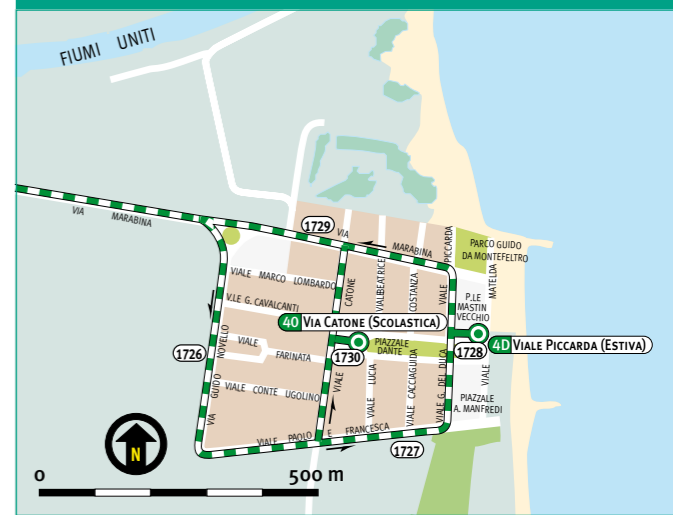 FIUMI UNITI
VIA MARABINA
1729
VIA MARABINA
PICCARDA
PARCO GUIDO
DA MONTEFELTRO
MATELDA
VIALE MARCO LOMBARDO
CATONE
VIALBEATRICE
COSTANZA
VIALE
P.LE
MASTIN
VECCHIO
V.LE G. CAVALCANTI
40 VIA CATONE (SCOLASTICA)
4D VIALE PICCARDA (ESTIVA)
1726
VIA GUIDO NOVELLO
VIALE FARINATA
1730
PIAZZALE
DANTE
1728
VIALE
VIALE
VIALE LUCIA
VIALE CACCIAGUIDA
VIALE G. DEL DUCA
VIALE CONTE UGOLINO
PIAZZALE
A. MANFREDI
VIALE PAOLO E FRANCESCA
1727
N
0 500 m